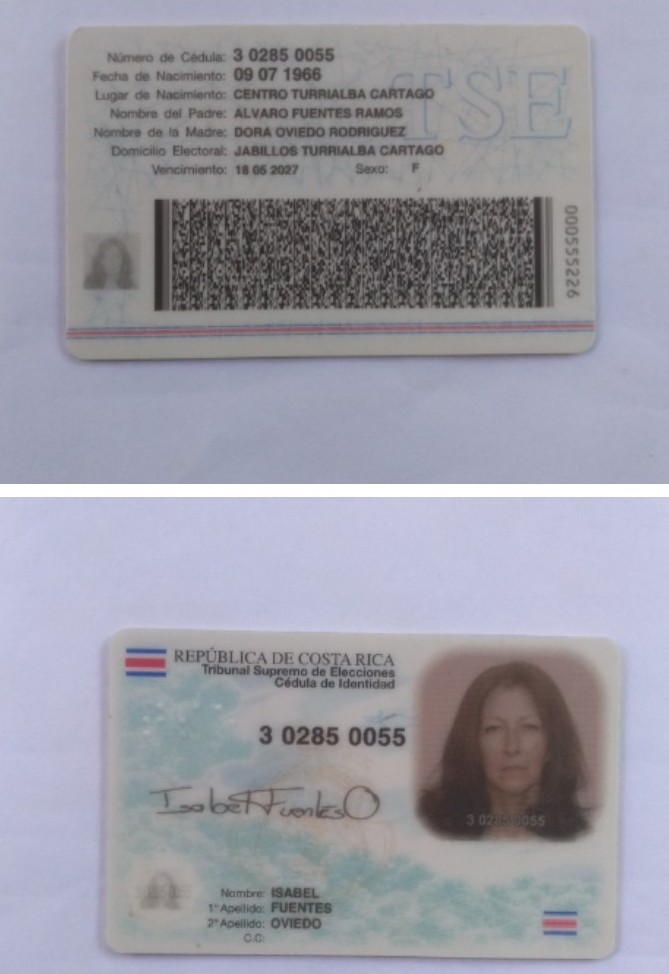 Número de Cédula: 3 0285 0055
Fecha de Nacimiento: 09 07 1966
Lugar de Nacimiento: CENTRO TURRIALBA CARTAGO
Nombre del Padre: ALVARO FUENTES RAMOS
Nombre de la Madre: DORA OVIEDO RODRIGUEZ
Domicilio Electoral: JABILLOS TURRIALBA CARTAGO
Vencimiento: 18 05 2027 Sexo: F
TSE
000555226
REPÚBLICA DE COSTA RICA
Tribunal Supremo de Elecciones
Cédula de Identidad
3 0285 0055
Isabel Fuentes O
3 0285 0055
Nombre: ISABEL
1° Apellido: FUENTES
2° Apellido: OVIEDO
C.C: